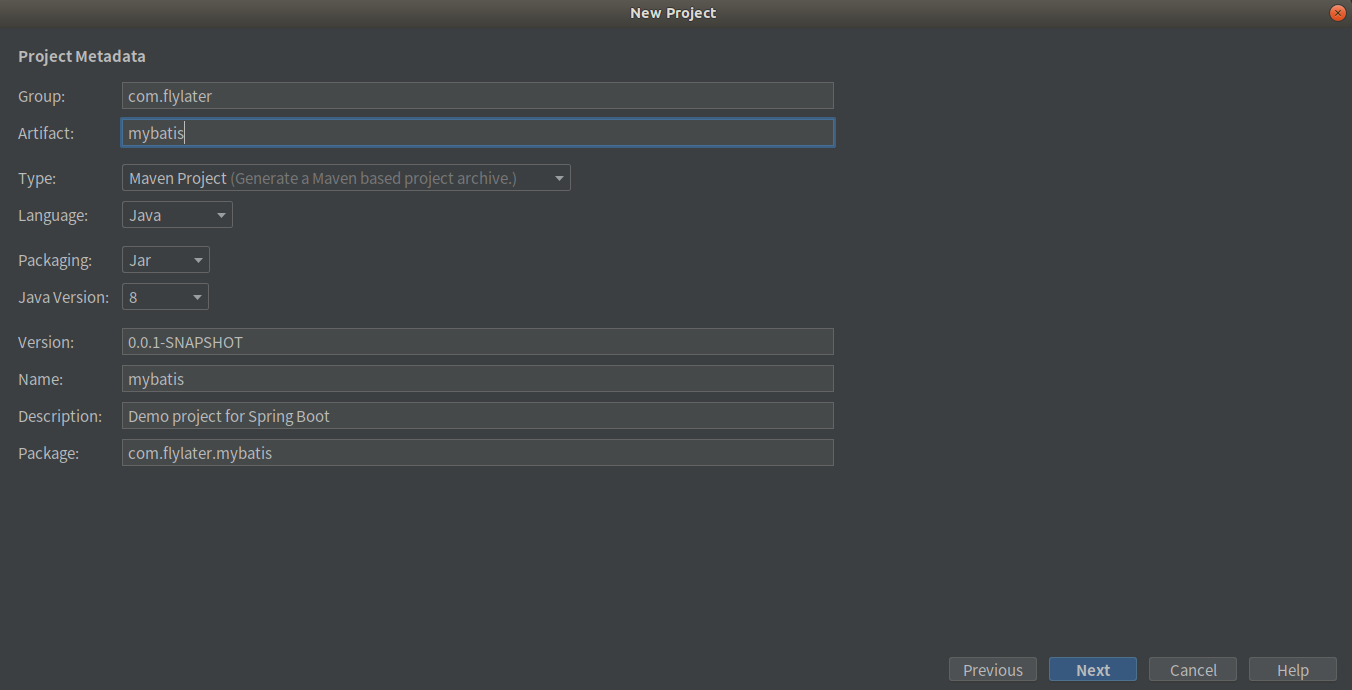 New Project
Project Metadata
Group: com.flylater
Artifact: mybatis
Type: Maven Project (Generate a Maven based project archive.)
Language: Java
Packaging: Jar
Java Version: 8
Version: 0.0.1-SNAPSHOT
Name: mybatis
Description: Demo project for Spring Boot
Package: com.flylater.mybatis
Previous Next Cancel Help